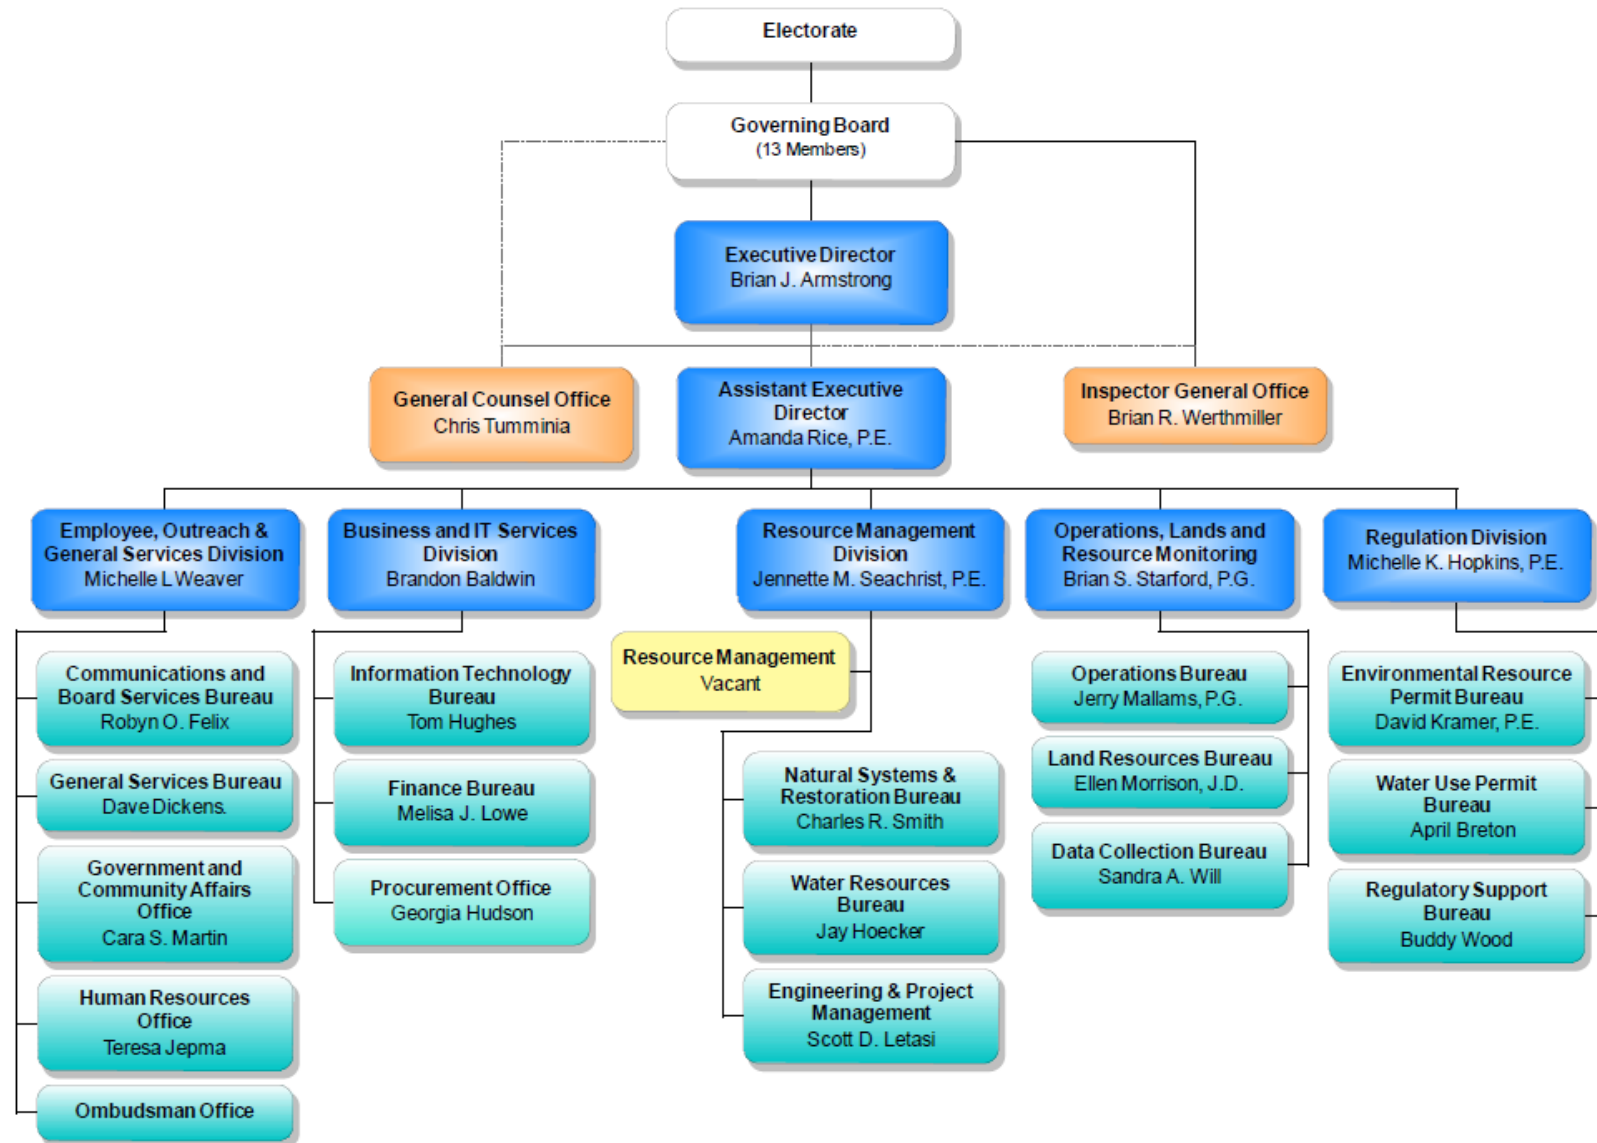 Electorate
Governing Board
(13 Members)
Executive Director
Brian J. Armstrong
General Counsel Office
Chris Tumminia
Assistant Executive
Director
Amanda Rice, P.E.
Inspector General Office
Brian R. Werthmiller
Employee, Outreach &
General Services Division
Michelle L Weaver
Business and IT Services
Division
Brandon Baldwin
Resource Management
Division
Jennette M. Seachrist, P.E.
Operations, Lands and
Resource Monitoring
Brian S. Starford, P.G.
Regulation Division
Michelle K. Hopkins, P.E.
Communications and
Board Services Bureau
Robyn O. Felix
General Services Bureau
Dave Dickens.
Government and
Community Affairs
Office
Cara S. Martin
Human Resources
Office
Teresa Jepma
Ombudsman Office
Information Technology
Bureau
Tom Hughes
Finance Bureau
Melisa J. Lowe
Procurement Office
Georgia Hudson
Resource Management
Vacant
Natural Systems &
Restoration Bureau
Charles R. Smith
Water Resources
Bureau
Jay Hoecker
Engineering & Project
Management
Scott D. Letasi
Operations Bureau
Jerry Mallams, P.G.
Land Resources Bureau
Ellen Morrison, J.D.
Data Collection Bureau
Sandra A. Will
Environmental Resource
Permit Bureau
David Kramer, P.E.
Water Use Permit
Bureau
April Breton
Regulatory Support
Bureau
Buddy Wood